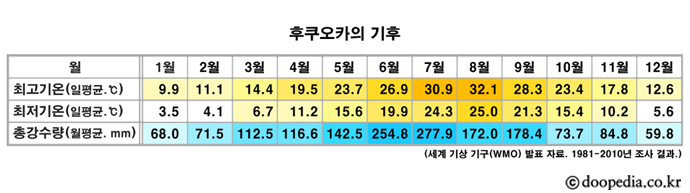 후쿠오카의 기후
월 1월 2월 3월 4월 5월 6월 7월 8월 9월 10월 11월 12월
최고기온(일평균.℃) 9.9 11.1 14.4 19.5 23.7 26.9 30.9 32.1 28.3 23.4 17.8 12.6
최저기온(일평균.℃) 3.5 4.1 6.7 11.2 15.6 19.9 24.3 25.0 21.3 15.4 10.2 5.6
총강수량(월평균. mm) 68.0 71.5 112.5 116.6 142.5 254.8 277.9 172.0 178.4 73.7 84.8 59.8
(세계 기상 기구(WMO) 발표 자료. 1981-2010년 조사 결과.)
ⓒ doopedia.co.kr